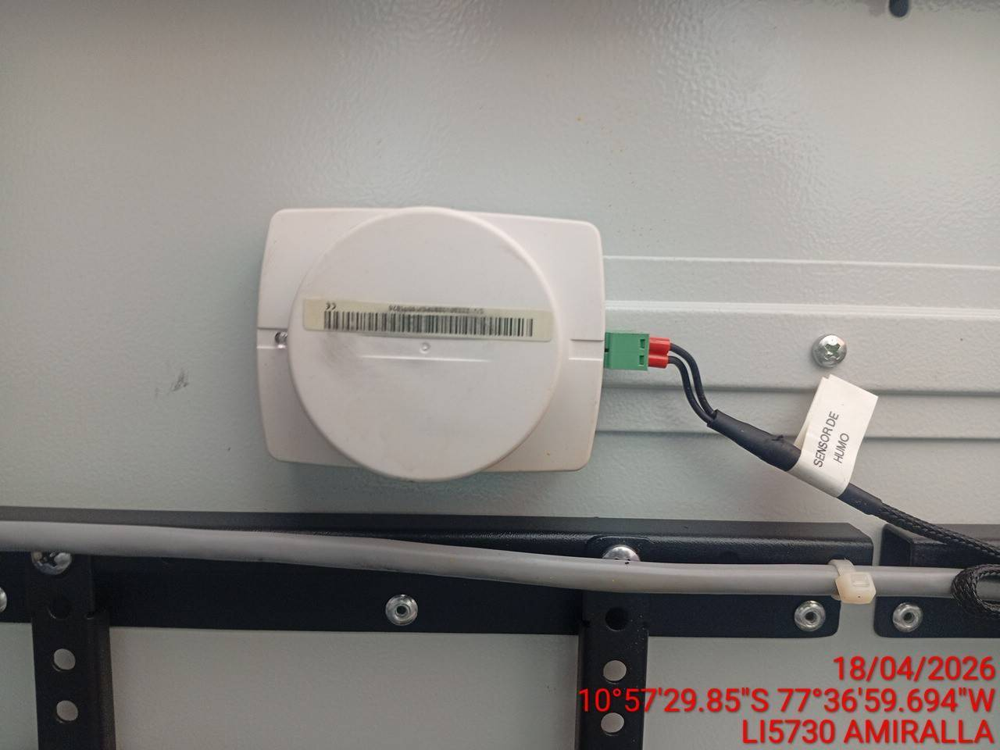 SENSOR DE
HUMO
18/04/2026
10°57'29.85"S 77°36'59.694"W
LI5730 AMIRALLA